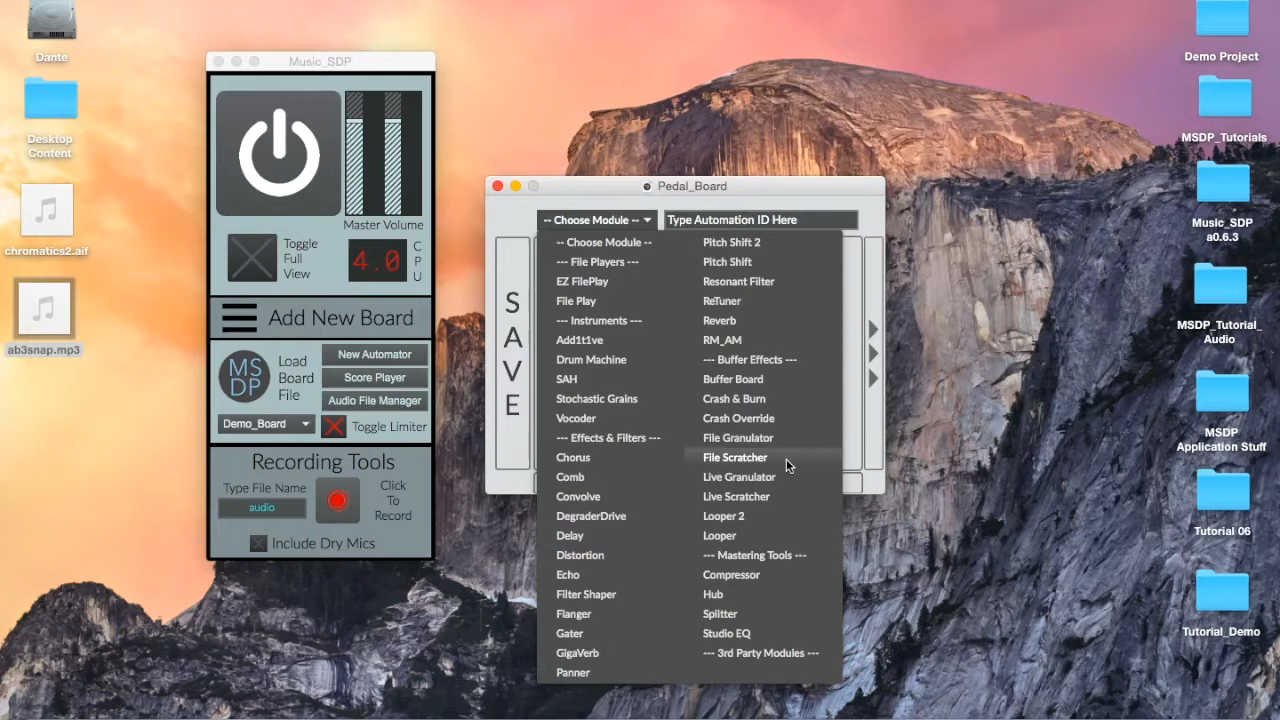 Dante
Desktop
Content
chromatics2.aif
ab3snap.mp3
Music_SDP
Master Volume
Toggle
Full
View
4.0
C
P
U
Add New Board
MS
DP
Load
Board
File
New Automator
Score Player
Audio File Manager
Demo_Board
Toggle Limiter
Recording Tools
Type File Name
audio
Click
To
Record
Include Dry Mics
Pedal_Board
-- Choose Module --
Type Automation ID Here
S
A
V
E
-- Choose Module --
--- File Players ---
EZ FilePlay
File Play
--- Instruments ---
Add1t1ve
Drum Machine
SAH
Stochastic Grains
Vocoder
--- Effects & Filters ---
Chorus
Comb
Convolve
DegraderDrive
Delay
Distortion
Echo
Filter Shaper
Flanger
Gater
GigaVerb
Panner
Pitch Shift 2
Pitch Shift
Resonant Filter
ReTuner
Reverb
RM_AM
--- Buffer Effects ---
Buffer Board
Crash & Burn
Crash Override
File Granulator
File Scratcher
Live Granulator
Live Scratcher
Looper 2
Looper
--- Mastering Tools ---
Compressor
Hub
Splitter
Studio EQ
--- 3rd Party Modules ---
Demo Project
MSDP_Tutorials
Music_SDP
a0.6.3
MSDP_Tutorial_
Audio
MSDP
Application Stuff
Tutorial 06
Tutorial_Demo